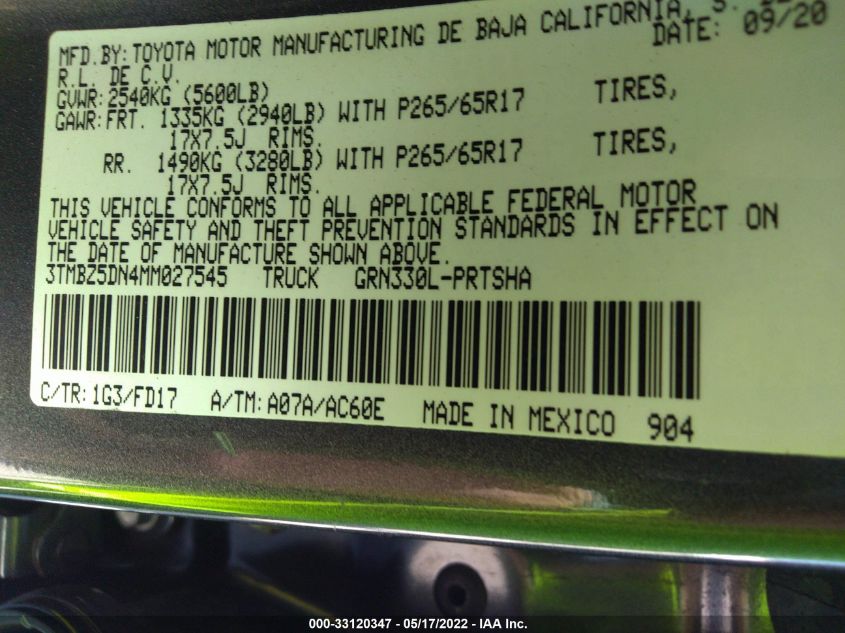 MFD.BY: TOYOTA MOTOR MANUFACTURING DE BAJA CALIFORNIA, S.
R.L. DE C.V. DATE: 09/20
GVWR: 2540KG (5600LB)
GAWR: FRT. 1335KG (2940LB) WITH P265/65R17 TIRES,
17X7.5J RIMS.
RR. 1490KG (3280LB) WITH P265/65R17 TIRES,
17X7.5J RIMS.
THIS VEHICLE CONFORMS TO ALL APPLICABLE FEDERAL MOTOR
VEHICLE SAFETY AND THEFT PREVENTION STANDARDS IN EFFECT ON
THE DATE OF MANUFACTURE SHOWN ABOVE.
3TMBZ5DN4MM027545 TRUCK GRN330L-PRTSHA
C/TR: 1G3/FD17 A/TM: A07A/AC60E MADE IN MEXICO 904
000-33120347 - 05/17/2022 - IAA Inc.